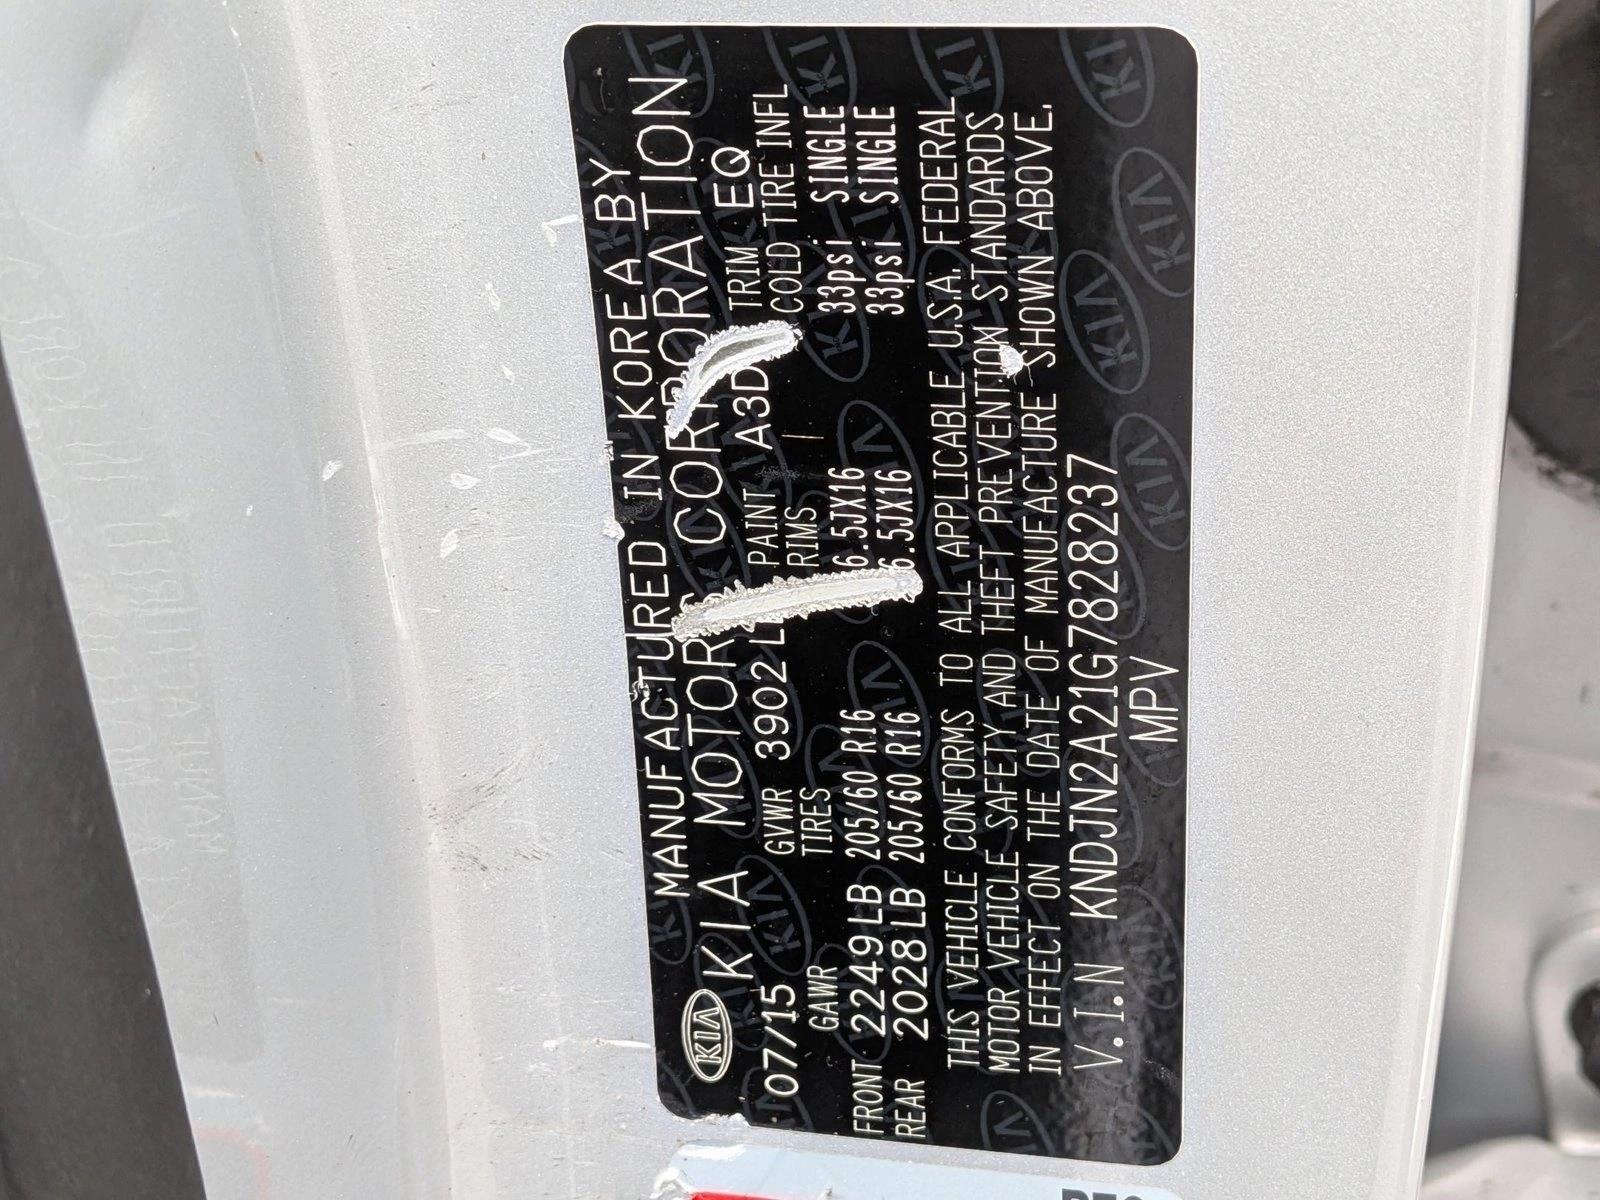 MANUFACTURED IN KOREA BY
KIA KIA MOTORS CORPORATION
07/15 GVWR 3902L PAINT A3D TRIM EQ
GAWR TIRES RIMS COLD TIRE INFL
FRONT 2249LB 205/60 R16 6.5JX16 33psi SINGLE
REAR 2028LB 205/60 R16 6.5JX16 33psi SINGLE
THIS VEHICLE CONFORMS TO ALL APPLICABLE U.S.A. FEDERAL
MOTOR VEHICLE SAFETY AND THEFT PREVENTION STANDARDS
IN EFFECT ON THE DATE OF MANUFACTURE SHOWN ABOVE.
V.I.N KNDJN2A21G7828237
MPV